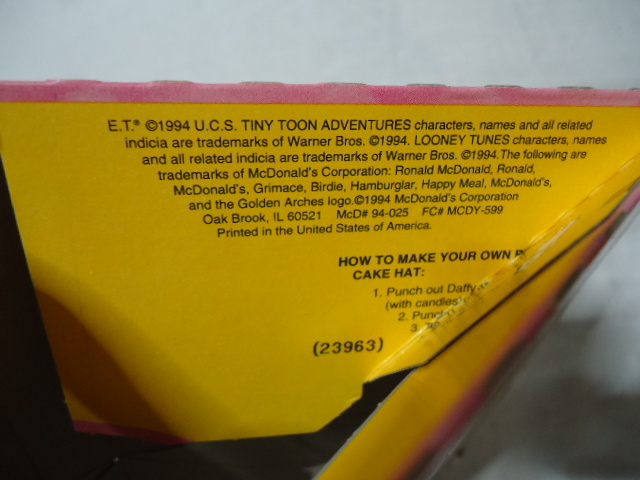 E.T.® ©1994 U.C.S. TINY TOON ADVENTURES characters, names and all related
indicia are trademarks of Warner Bros. ©1994. LOONEY TUNES characters, names
and all related indicia are trademarks of Warner Bros. ©1994.The following are
trademarks of McDonald's Corporation: Ronald McDonald, Ronald,
McDonald's, Grimace, Birdie, Hamburglar, Happy Meal, McDonald's,
and the Golden Arches logo.©1994 McDonald's Corporation
Oak Brook, IL 60521 McD# 94-025 FC# MCDY-599
Printed in the United States of America.
HOW TO MAKE YOUR OWN
CAKE HAT:
1. Punch out Daffy
(with candles)
2. Punch
3.
(23963)